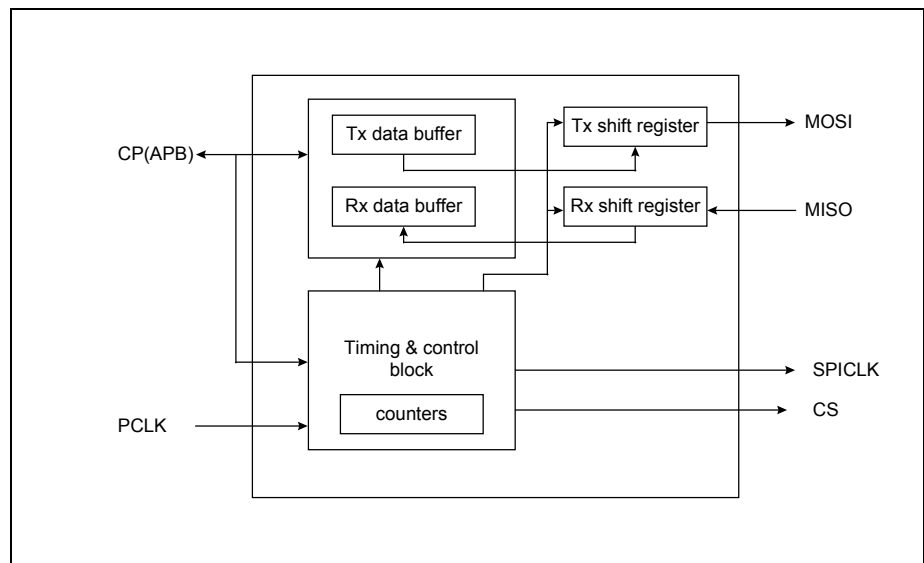 Tx data buffer
Tx shift register
MOSI
CP(APB)
Rx data buffer
Rx shift register
MISO
Timing & control
block
SPICLK
counters
CS
PCLK